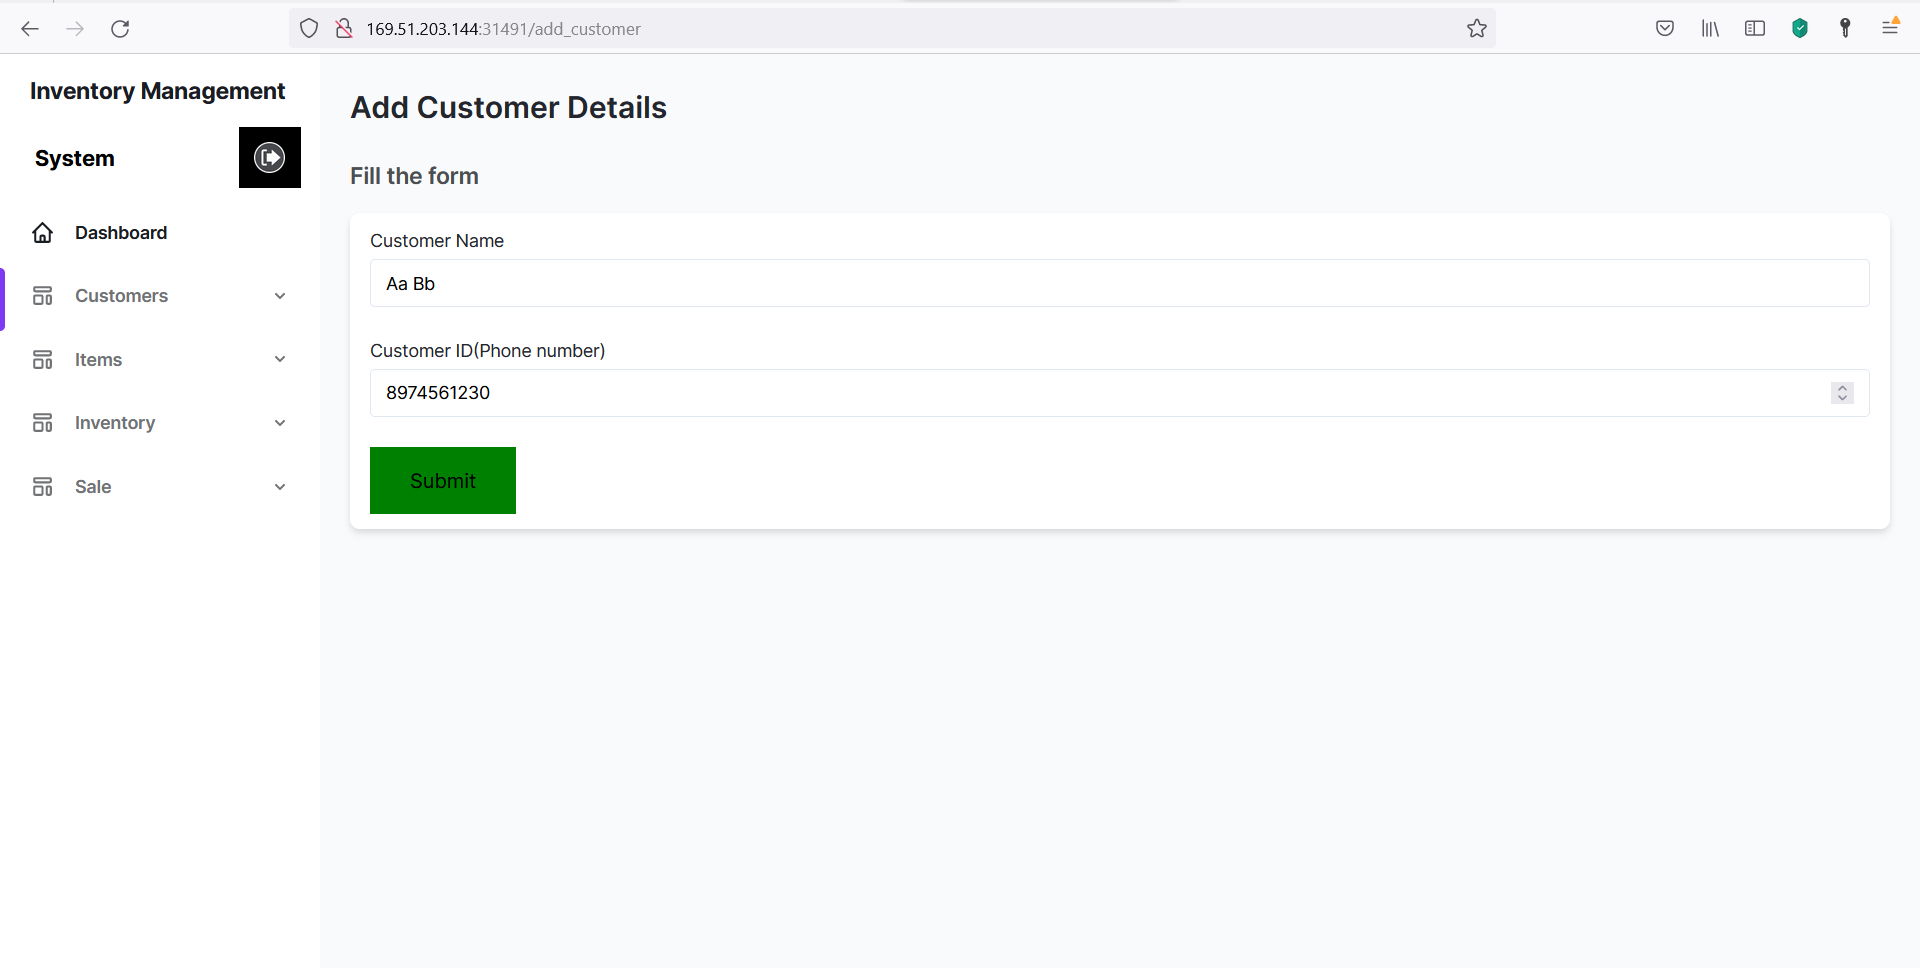 169.51.203.144:31491/add_customer
Inventory Management
System
Dashboard
Customers
Items
Inventory
Sale
Add Customer Details
Fill the form
Customer Name
Aa Bb
Customer ID(Phone number)
8974561230
Submit